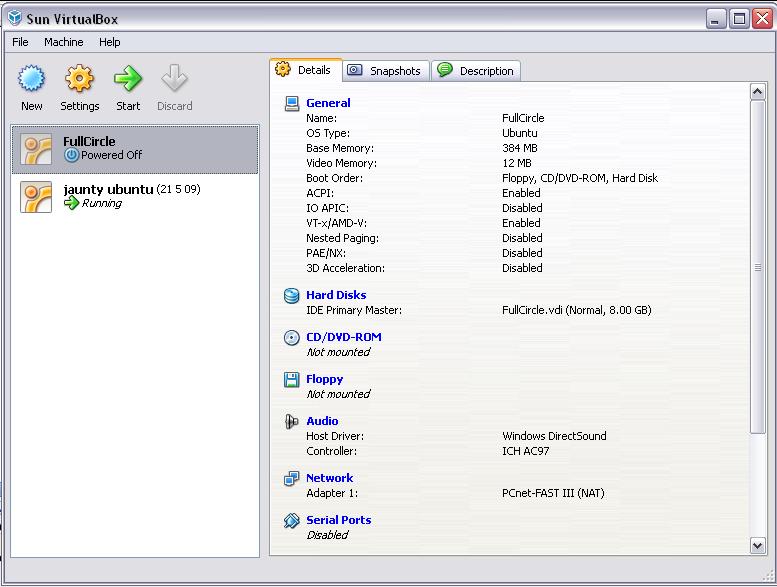 Sun VirtualBox
File Machine Help
New Settings Start Discard
FullCircle
Powered Off
jaunty ubuntu (21 5 09)
Running
Details Snapshots Description
General
Name: FullCircle
OS Type: Ubuntu
Base Memory: 384 MB
Video Memory: 12 MB
Boot Order: Floppy, CD/DVD-ROM, Hard Disk
ACPI: Enabled
IO APIC: Disabled
VT-x/AMD-V: Enabled
Nested Paging: Disabled
PAE/NX: Disabled
3D Acceleration: Disabled
Hard Disks
IDE Primary Master: FullCircle.vdi (Normal, 8.00 GB)
CD/DVD-ROM
Not mounted
Floppy
Not mounted
Audio
Host Driver: Windows DirectSound
Controller: ICH AC97
Network
Adapter 1: PCnet-FAST III (NAT)
Serial Ports
Disabled